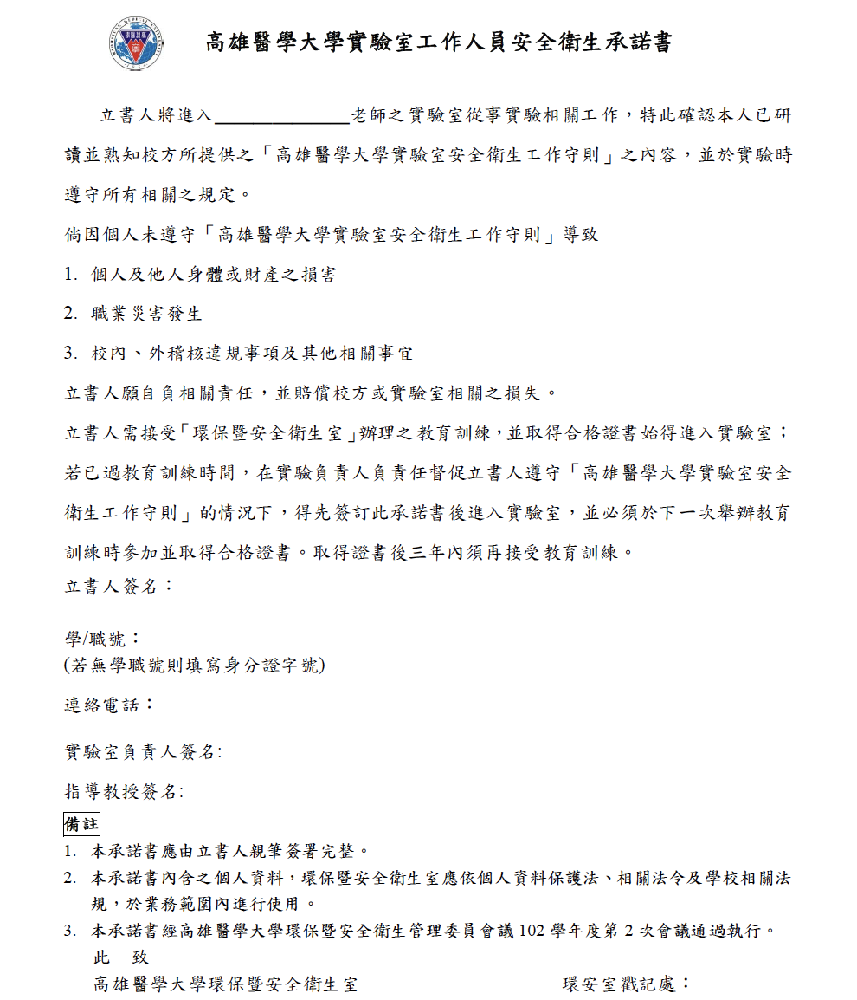 高雄醫學大學實驗室工作人員安全衛生承諾書
KAOHSIUNG MEDICAL UNIVERSITY
立書人將進入______________老師之實驗室從事實驗相關工作，特此確認本人已研
讀並熟知校方所提供之「高雄醫學大學實驗室安全衛生工作守則」之內容，並於實驗時
遵守所有相關之規定。
倘因個人未遵守「高雄醫學大學實驗室安全衛生工作守則」導致
1. 個人及他人身體或財產之損害
2. 職業災害發生
3. 校內、外稽核違規事項及其他相關事宜
立書人願自負相關責任，並賠償校方或實驗室相關之損失。
立書人需接受「環保暨安全衛生室」辦理之教育訓練，並取得合格證書始得進入實驗室；
若已過教育訓練時間，在實驗負責人負責任督促立書人遵守「高雄醫學大學實驗室安全
衛生工作守則」的情況下，得先簽訂此承諾書後進入實驗室，並必須於下一次舉辦教育
訓練時參加並取得合格證書。取得證書後三年內須再接受教育訓練。
立書人簽名：
學/職號：
(若無學職號則填寫身分證字號)
連絡電話：
實驗室負責人簽名:
指導教授簽名:
備註
1. 本承諾書應由立書人親筆簽署完整。
2. 本承諾書內含之個人資料，環保暨安全衛生室應依個人資料保護法、相關法令及學校相關法
規，於業務範圍內進行使用。
3. 本承諾書經高雄醫學大學環保暨安全衛生管理委員會議 102 學年度第 2 次會議通過執行。
此 致
高雄醫學大學環保暨安全衛生室 環安室戳記處：